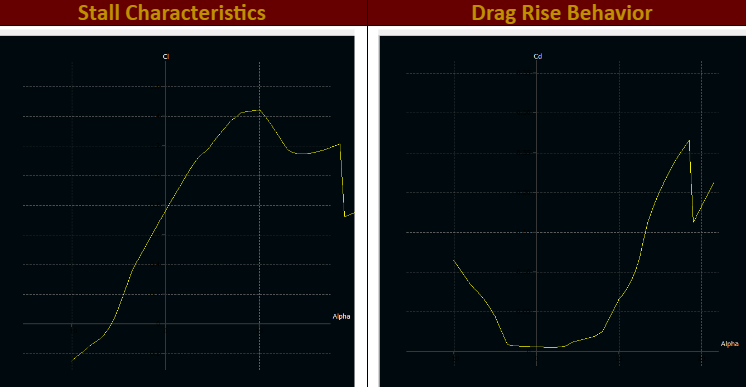 Stall Characteristics
Drag Rise Behavior
Cl
Alpha
Cd
Alpha